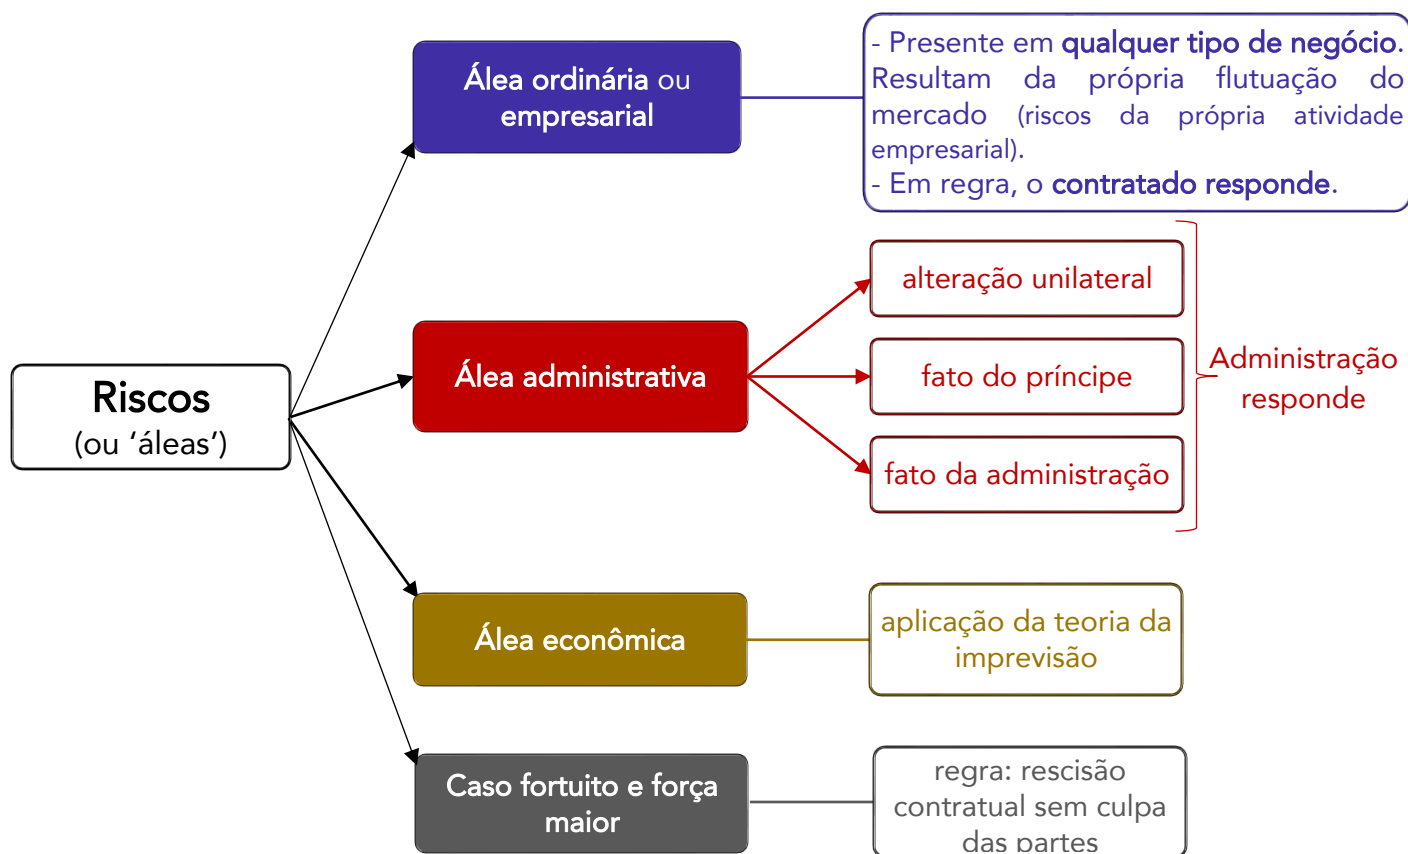 Riscos
(ou ‘áleas’)
Álea ordinária ou
empresarial
- Presente em qualquer tipo de negócio.
Resultam da própria flutuação do
mercado (riscos da própria atividade
empresarial).
- Em regra, o contratado responde.
Álea administrativa
alteração unilateral
fato do príncipe
fato da administração
Administração
responde
Álea econômica
aplicação da teoria da
imprevisão
Caso fortuito e força
maior
regra: rescisão
contratual sem culpa
das partes